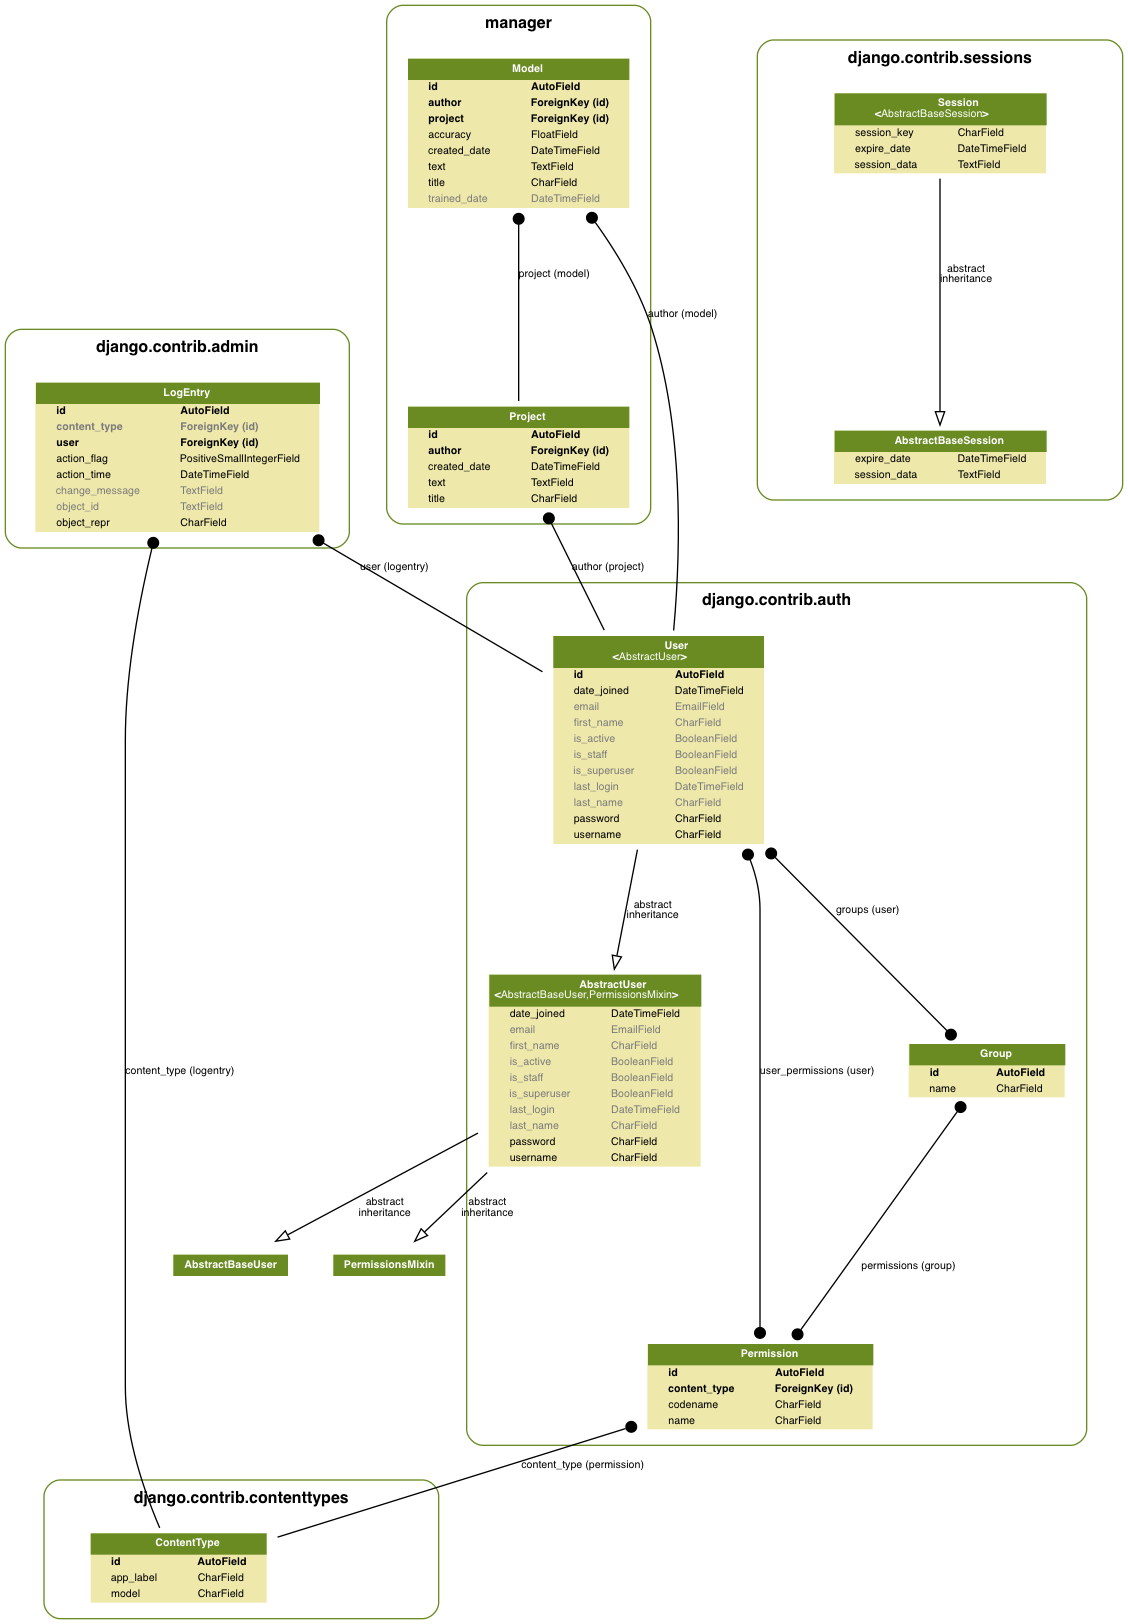 manager
Model
id AutoField
author ForeignKey (id)
project ForeignKey (id)
accuracy FloatField
created_date DateTimeField
text TextField
title CharField
trained_date DateTimeField
project (model)
author (model)
Project
id AutoField
author ForeignKey (id)
created_date DateTimeField
text TextField
title CharField
django.contrib.sessions
Session
<AbstractBaseSession>
session_key CharField
expire_date DateTimeField
session_data TextField
abstract
inheritance
AbstractBaseSession
expire_date DateTimeField
session_data TextField
django.contrib.admin
LogEntry
id AutoField
content_type ForeignKey (id)
user ForeignKey (id)
action_flag PositiveSmallIntegerField
action_time DateTimeField
change_message TextField
object_id TextField
object_repr CharField
user (logentry)
author (project)
django.contrib.auth
User
<AbstractUser>
id AutoField
date_joined DateTimeField
email EmailField
first_name CharField
is_active BooleanField
is_staff BooleanField
is_superuser BooleanField
last_login DateTimeField
last_name CharField
password CharField
username CharField
abstract
inheritance
groups (user)
AbstractUser
<AbstractBaseUser,PermissionsMixin>
date_joined DateTimeField
email EmailField
first_name CharField
is_active BooleanField
is_staff BooleanField
is_superuser BooleanField
last_login DateTimeField
last_name CharField
password CharField
username CharField
content_type (logentry)
user_permissions (user)
Group
id AutoField
name CharField
abstract
inheritance
abstract
inheritance
AbstractBaseUser
PermissionsMixin
permissions (group)
Permission
id AutoField
content_type ForeignKey (id)
codename CharField
name CharField
content_type (permission)
django.contrib.contenttypes
ContentType
id AutoField
app_label CharField
model CharField